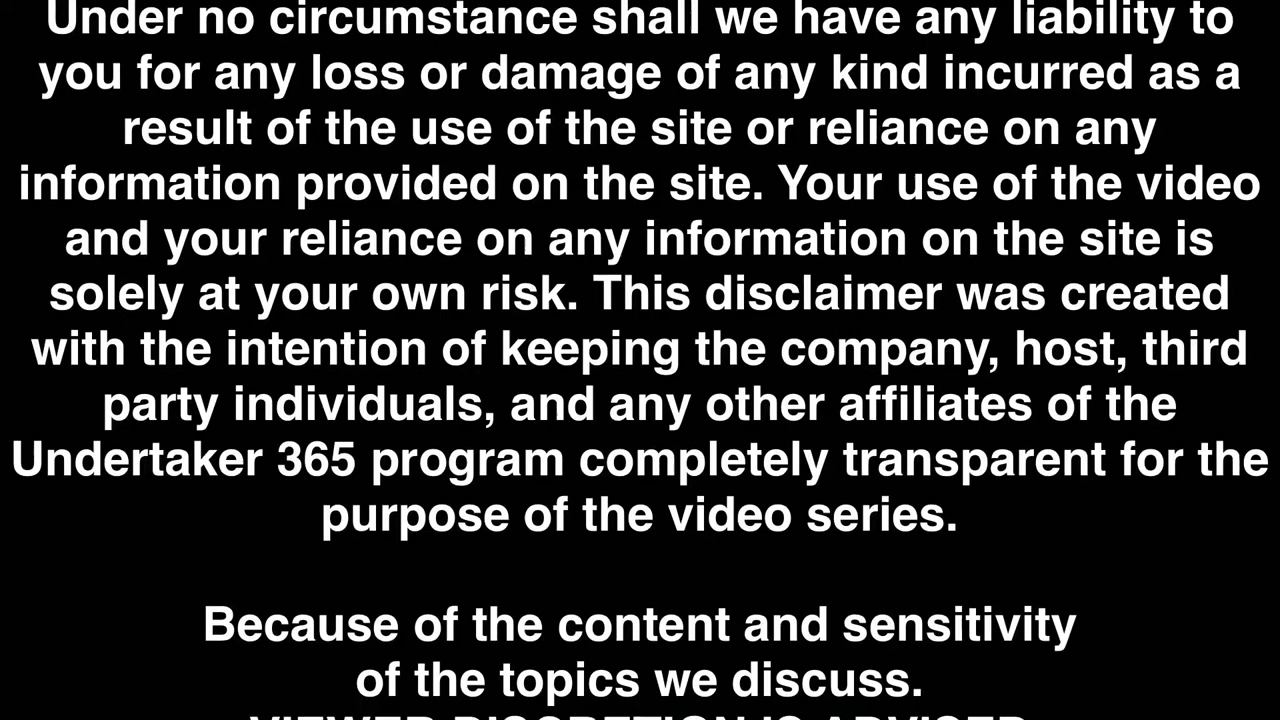 Under no circumstance shall we have any liability to
you for any loss or damage of any kind incurred as a
result of the use of the site or reliance on any
information provided on the site. Your use of the video
and your reliance on any information on the site is
solely at your own risk. This disclaimer was created
with the intention of keeping the company, host, third
party individuals, and any other affiliates of the
Undertaker 365 program completely transparent for the
purpose of the video series.
Because of the content and sensitivity
of the topics we discuss.
VIEWER DISCRETION IS ADVISED